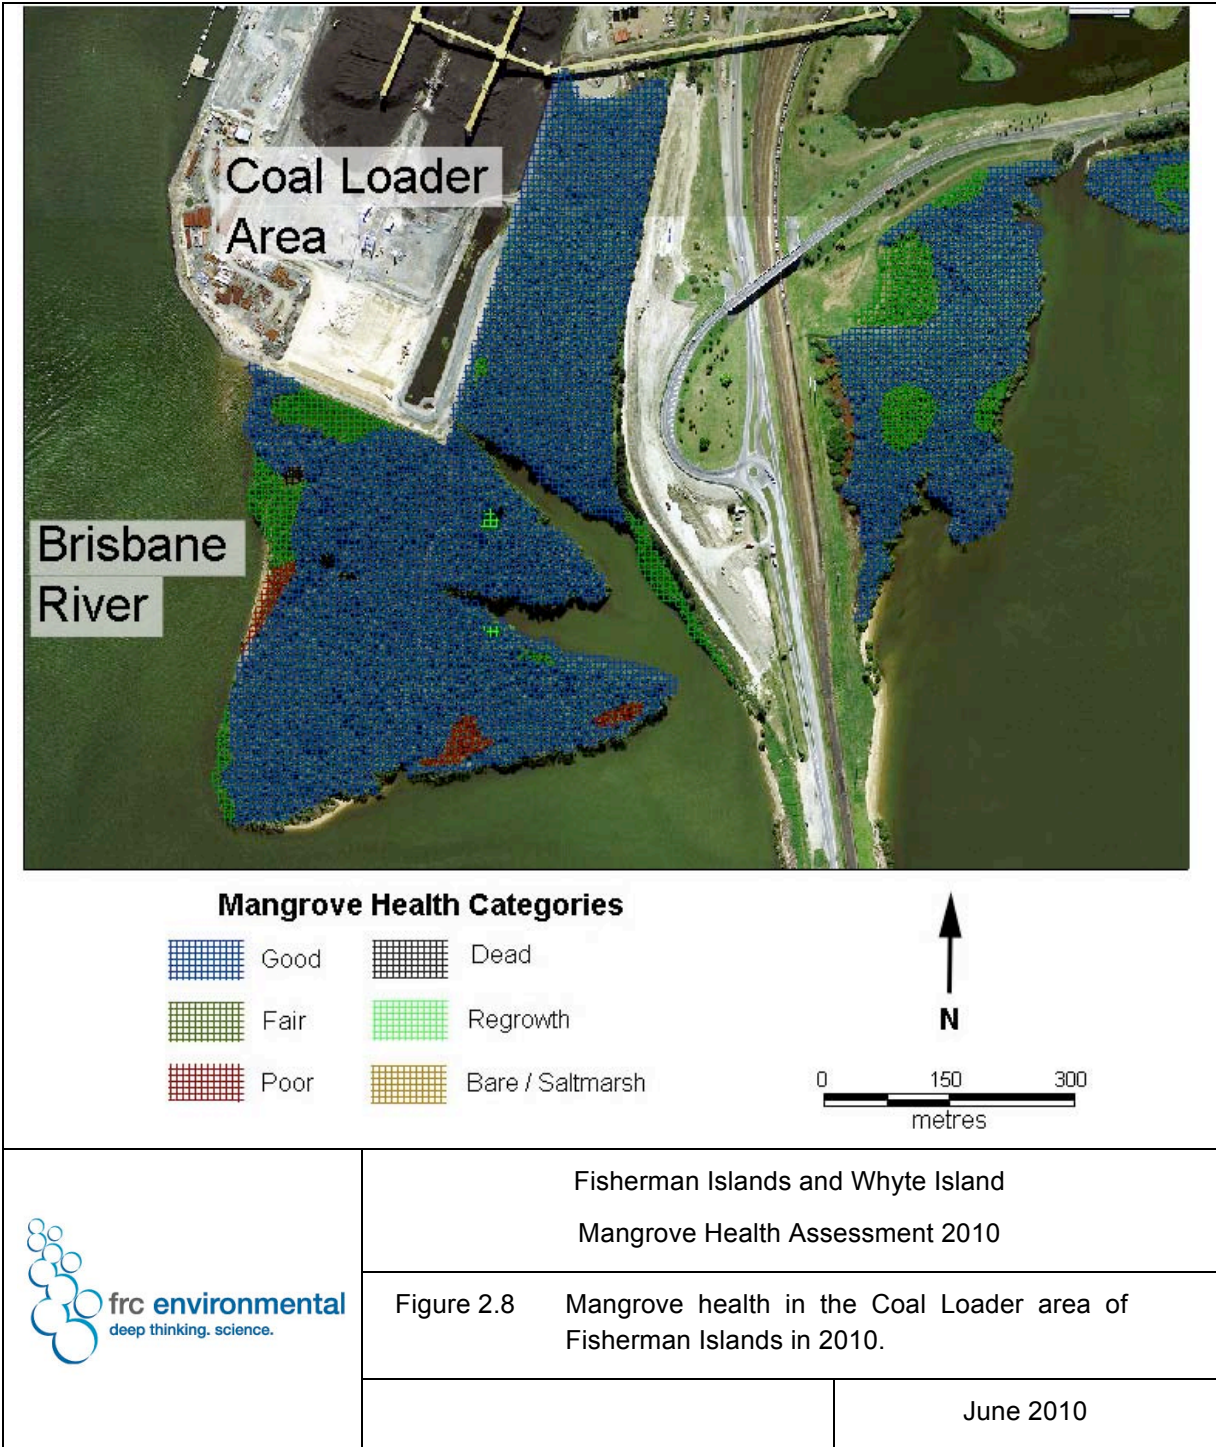 Coal Loader
Area
Brisbane
River
Mangrove Health Categories
Good
Dead
Fair
Regrowth
Poor
Bare / Saltmarsh
N
0 150 300
metres
frc environmental
deep thinking. science.
Fisherman Islands and Whyte Island
Mangrove Health Assessment 2010
Figure 2.8 Mangrove health in the Coal Loader area of
Fisherman Islands in 2010.
June 2010